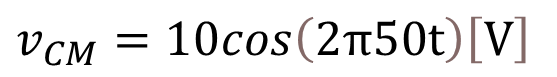 v_CM = 10cos(2π50t)[V]